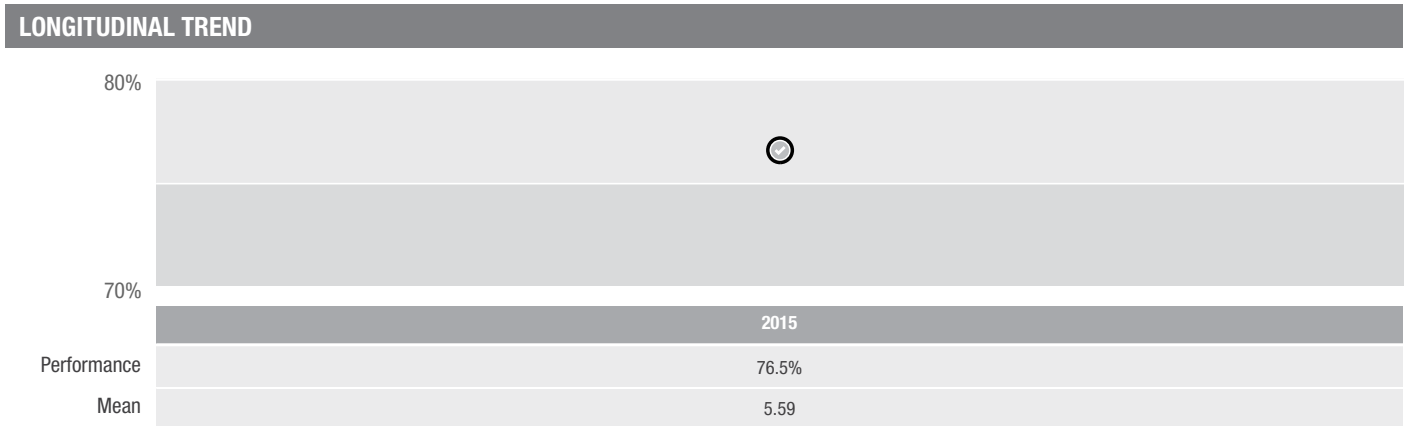 LONGITUDINAL TREND
80%
70%
2015
Performance 76.5%
Mean 5.59